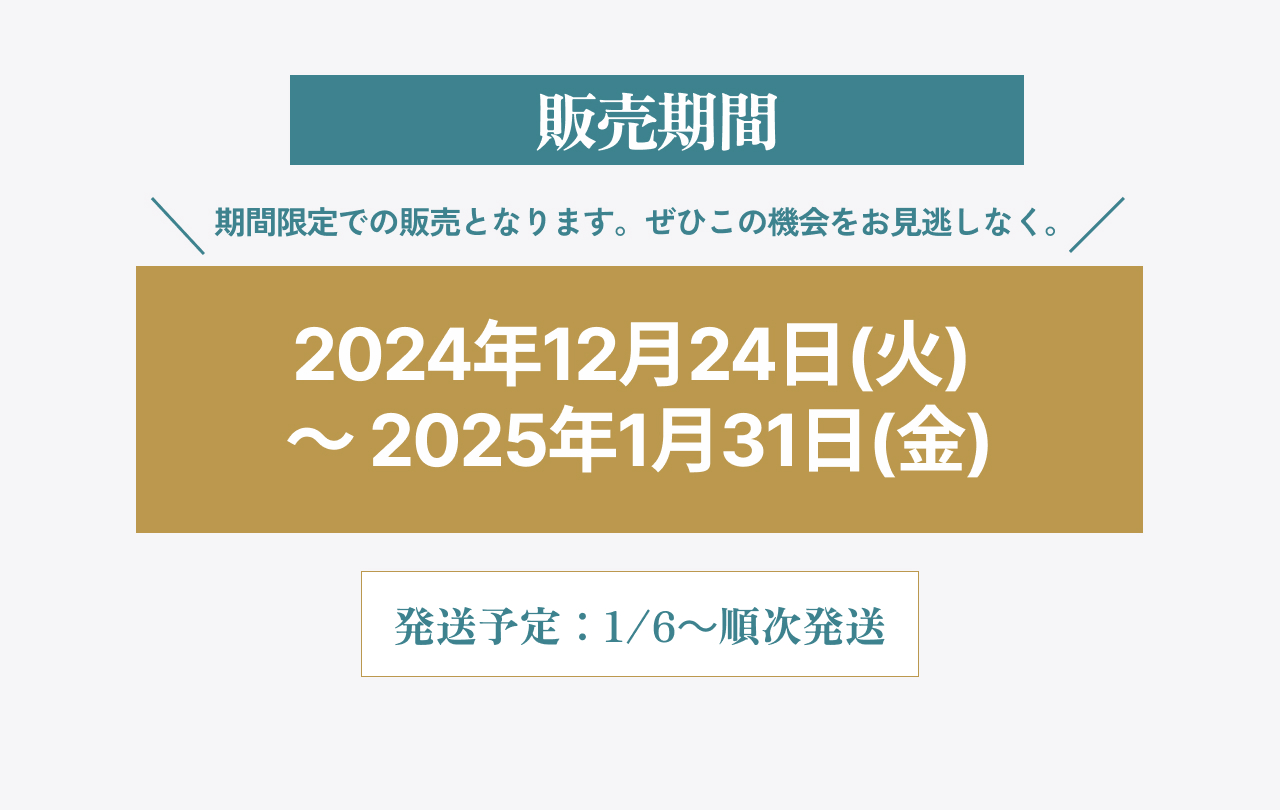 販売期間
期間限定での販売となります。ぜひこの機会をお見逃しなく。
2024年12月24日(火)
〜 2025年1月31日(金)
発送予定：1/6〜順次発送